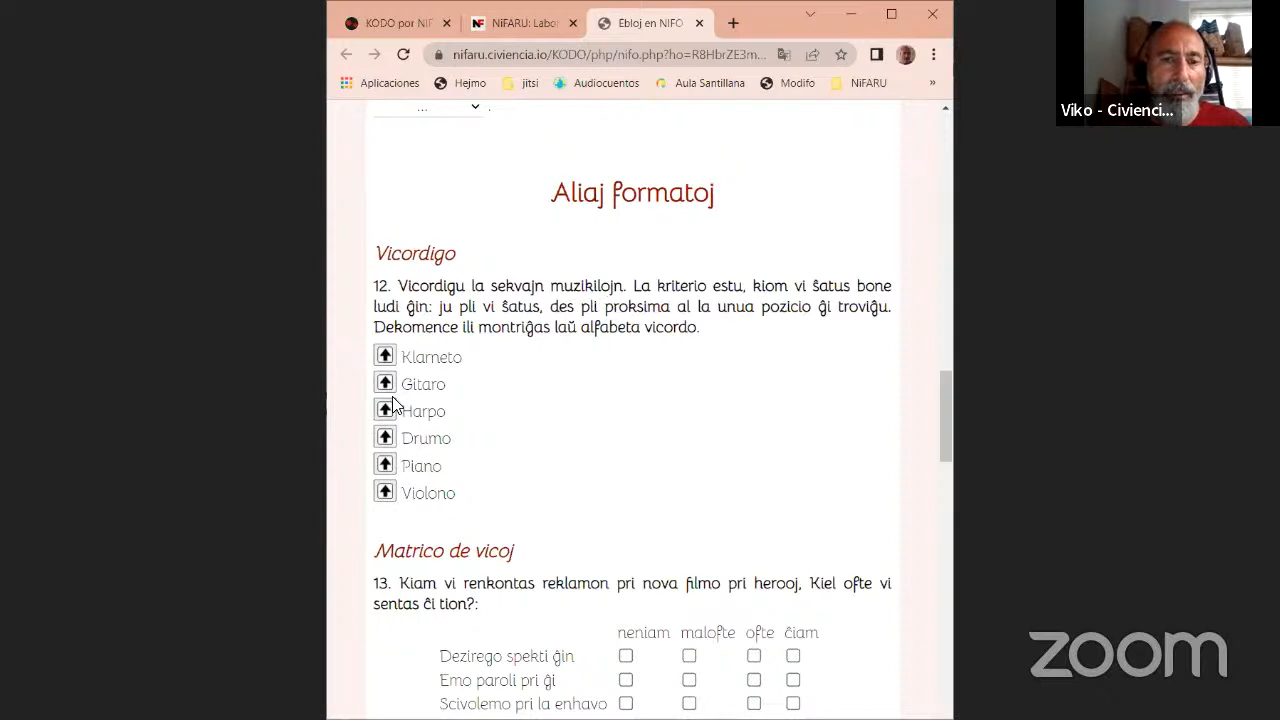 KODO por NIF
NiFARU: Labo
Ebloj en NIFO
nifaru.civiencia.io/KODO/php/nifo.php?ho=R8HbrZE3m...
Aplicaciones
Hejmo
jitsi
Audiocuentos
Aula Santillana
Modifo
NiFARU
»
Viko - Civienci...
Aliaj formatoj
Vicordigo
12. Vicordigu la sekvajn muzikilojn. La kriterio estu, kiom vi ŝatus bone
ludi ĝin: ju pli vi ŝatus, des pli proksima al la unua pozicio ĝi troviĝu.
Dekomence ili montriĝas laŭ alfabeta vicordo.
Klarneto
Gitaro
Harpo
Drumo
Piano
Violono
Matrico de vicoj
13. Kiam vi renkontas reklamon pri nova filmo pri herooj, Kiel ofte vi
sentas ĉi tion?:
neniam malofte ofte ĉiam
Dezirego spekti ĝin
Emo paroli pri ĝi
Scivolemo pri la enhavo
zoom